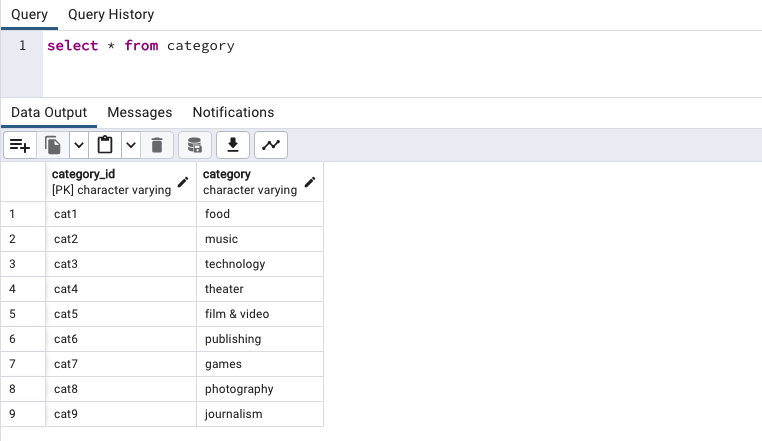 Query Query History
1 select * from category
Data Output Messages Notifications
category_id category
[PK] character varying character varying
1 cat1 food
2 cat2 music
3 cat3 technology
4 cat4 theater
5 cat5 film & video
6 cat6 publishing
7 cat7 games
8 cat8 photography
9 cat9 journalism